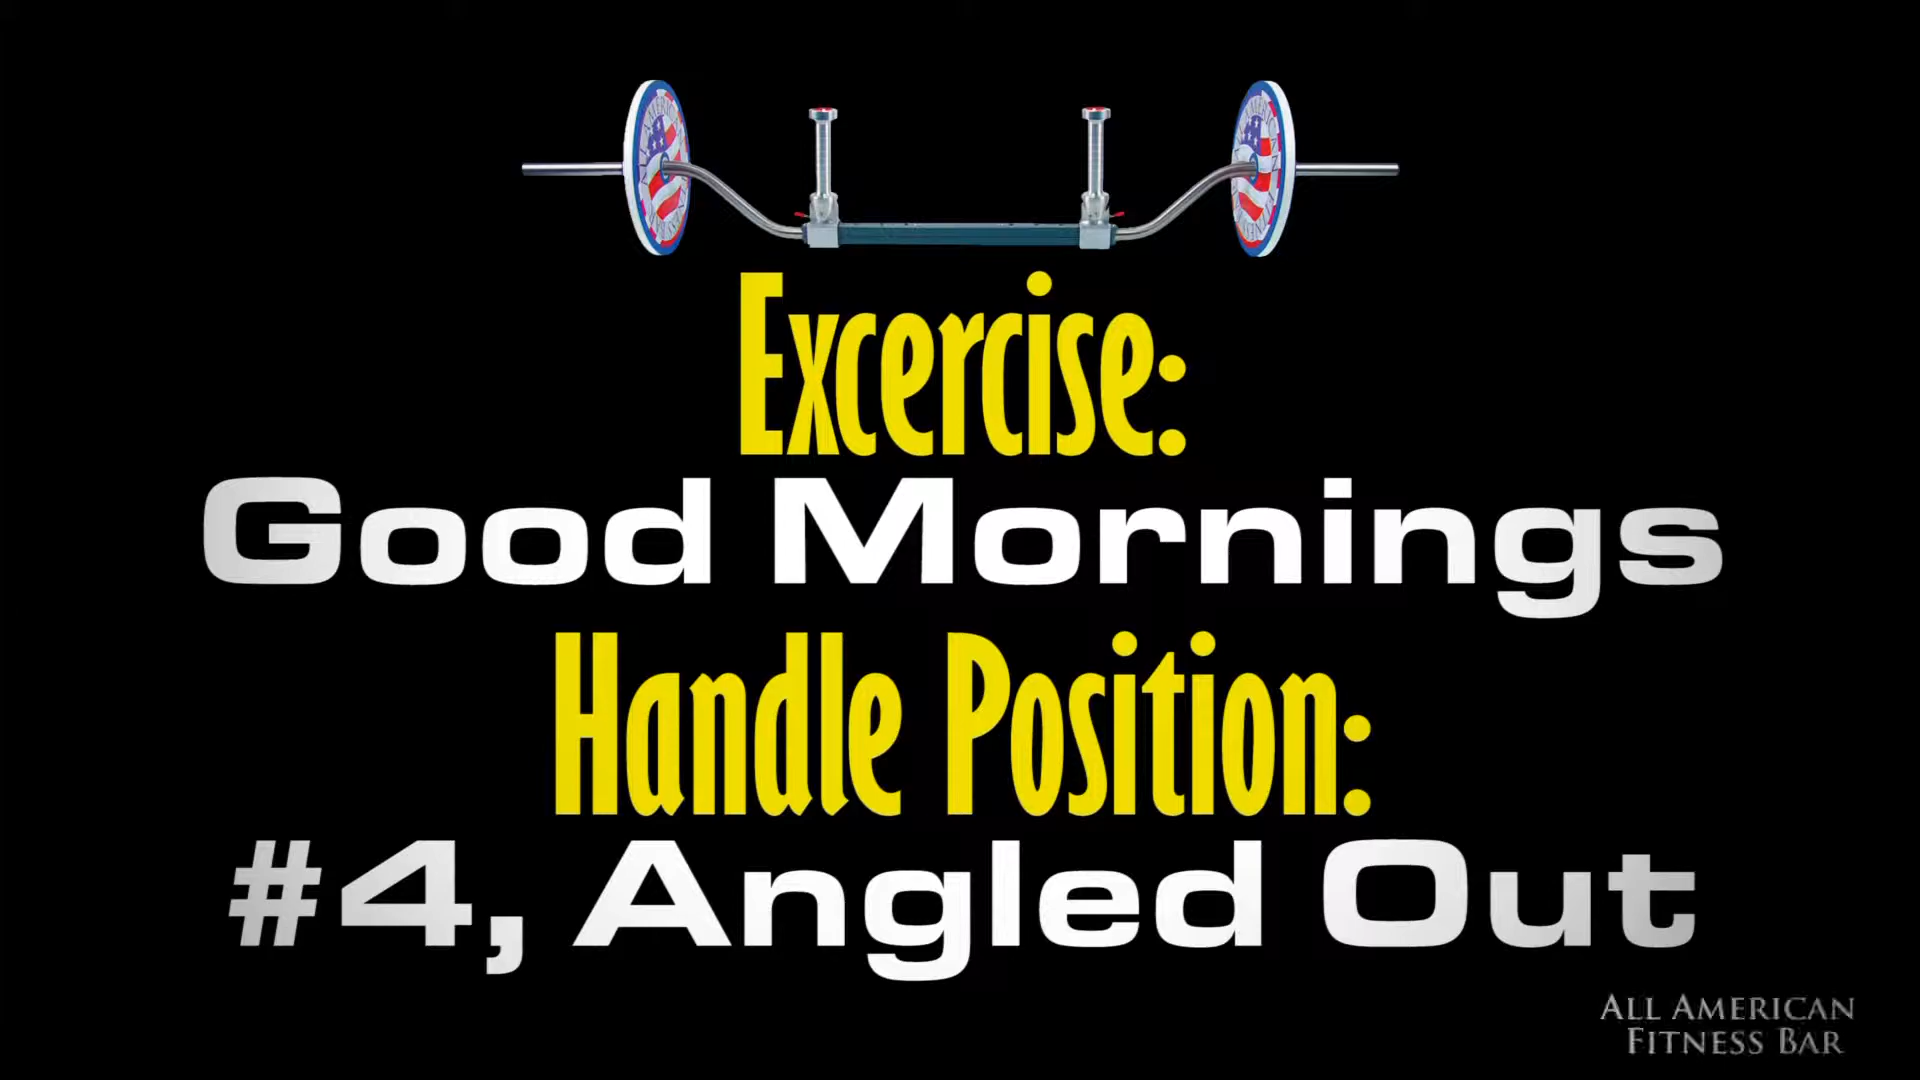 Excercise:
Good Mornings
Handle Position:
#4, Angled Out
ALL AMERICAN
FITNESS BAR